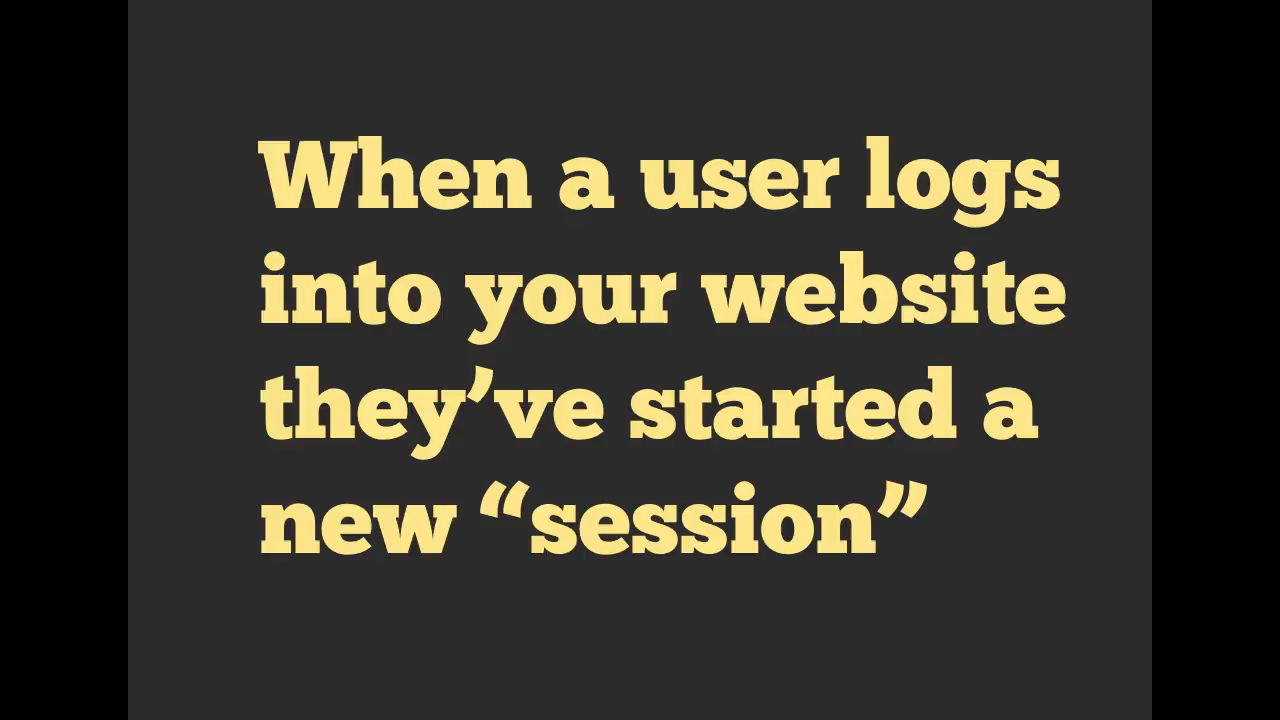 When a user logs
into your website
they’ve started a
new “session”